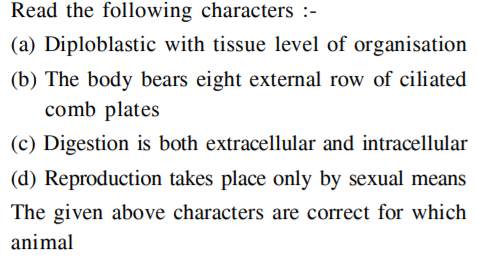 Read the following characters :-
(a) Diploblastic with tissue level of organisation
(b) The body bears eight external row of ciliated
comb plates
(c) Digestion is both extracellular and intracellular
(d) Reproduction takes place only by sexual means
The given above characters are correct for which
animal